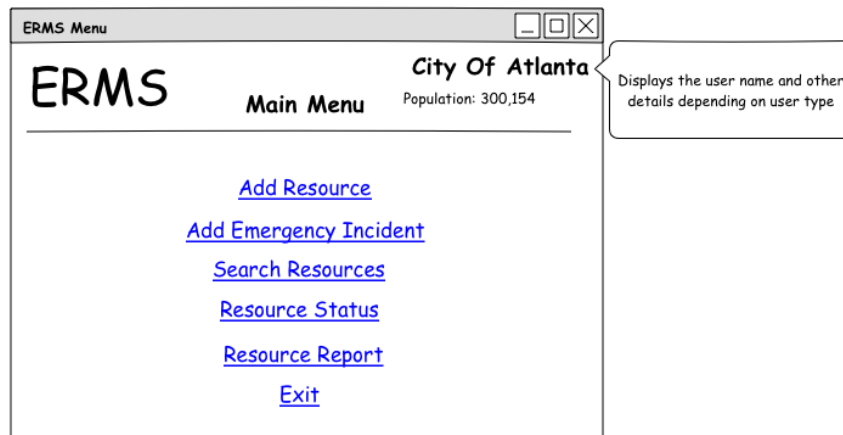 ERMS Menu
ERMS
Main Menu
City Of Atlanta
Population: 300,154
Displays the user name and other
details depending on user type
Add Resource
Add Emergency Incident
Search Resources
Resource Status
Resource Report
Exit